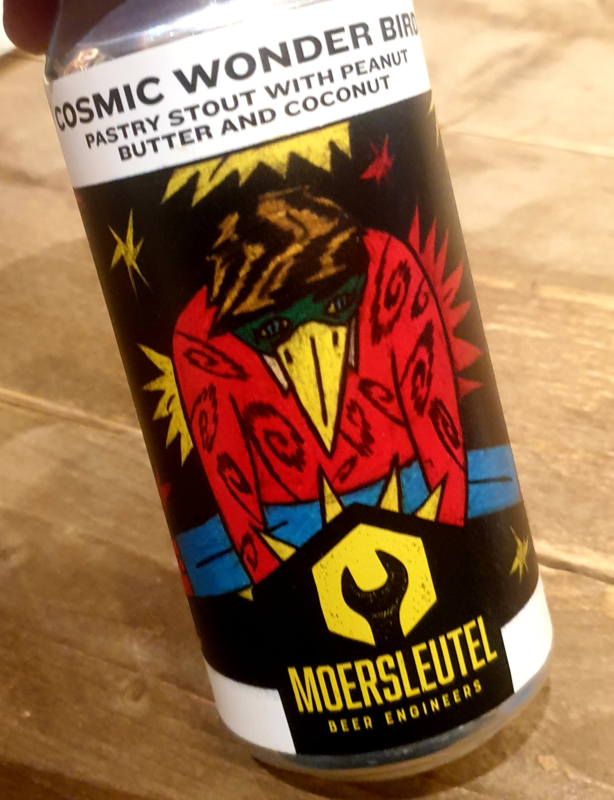 COSMIC WONDER BIRD
PASTRY STOUT WITH PEANUT
BUTTER AND COCONUT
MOERSLEUTEL
BEER ENGINEERS